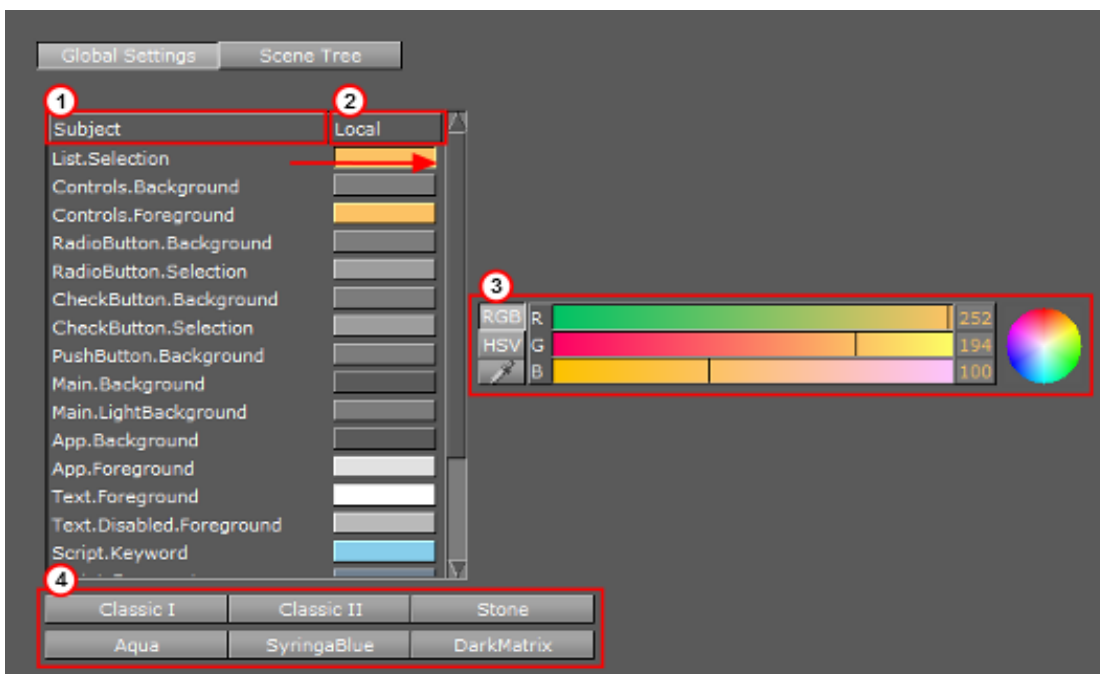 Global Settings Scene Tree
1 2
Subject Local
List.Selection
Controls.Background
Controls.Foreground
RadioButton.Background
RadioButton.Selection
CheckButton.Background
CheckButton.Selection
PushButton.Background
Main.Background
Main.LightBackground
App.Background
App.Foreground
Text.Foreground
Text.Disabled.Foreground
Script.Keyword
3
RGB R 252
HSV G 194
B 100
4
Classic I Classic II Stone
Aqua SyringaBlue DarkMatrix